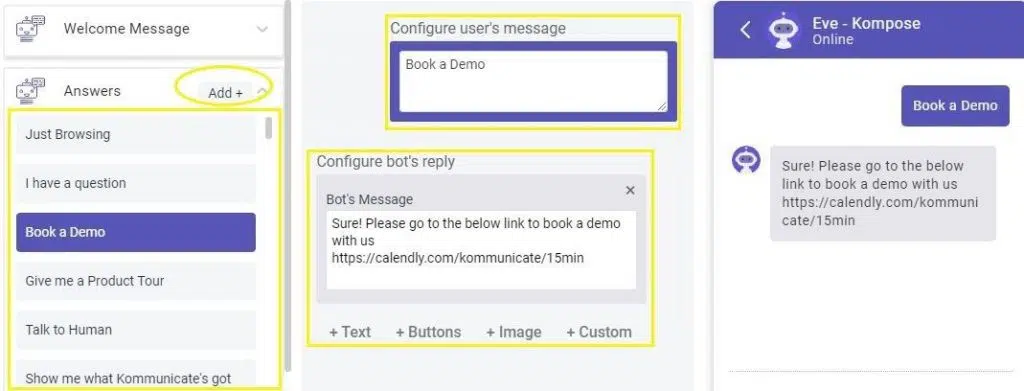 Welcome Message
Answers
Add +
Just Browsing
I have a question
Book a Demo
Give me a Product Tour
Talk to Human
Show me what Kommunicate's got
Configure user's message
Book a Demo
Configure bot's reply
Bot's Message
×
Sure! Please go to the below link to book a demo
with us
https://calendly.com/kommunicate/15min
+ Text
+ Buttons
+ Image
+ Custom
Eve - Kompose
Online
Book a Demo
Sure! Please go to the below
link to book a demo with us
https://calendly.com/kommuni
cate/15min